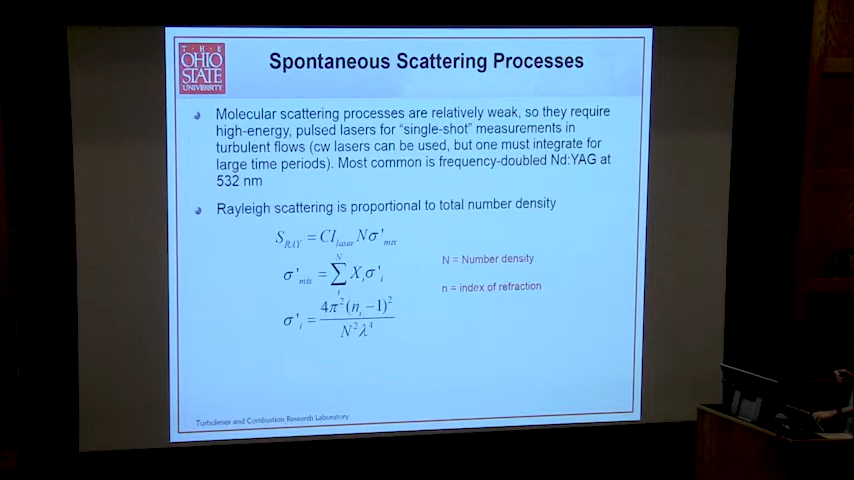 T · H · E
OHIO
STATE
UNIVERSITY
Spontaneous Scattering Processes
Molecular scattering processes are relatively weak, so they require
high-energy, pulsed lasers for “single-shot” measurements in
turbulent flows (cw lasers can be used, but one must integrate for
large time periods). Most common is frequency-doubled Nd:YAG at
532 nm
Rayleigh scattering is proportional to total number density
S_RAY = CI_laser Nσ'_mix
σ'_mix = ∑_i^N X_i σ'_i
σ'_i = 4π²(n_i −1)² / N²λ⁴
N = Number density
n = index of refraction
Turbulence and Combustion Research Laboratory